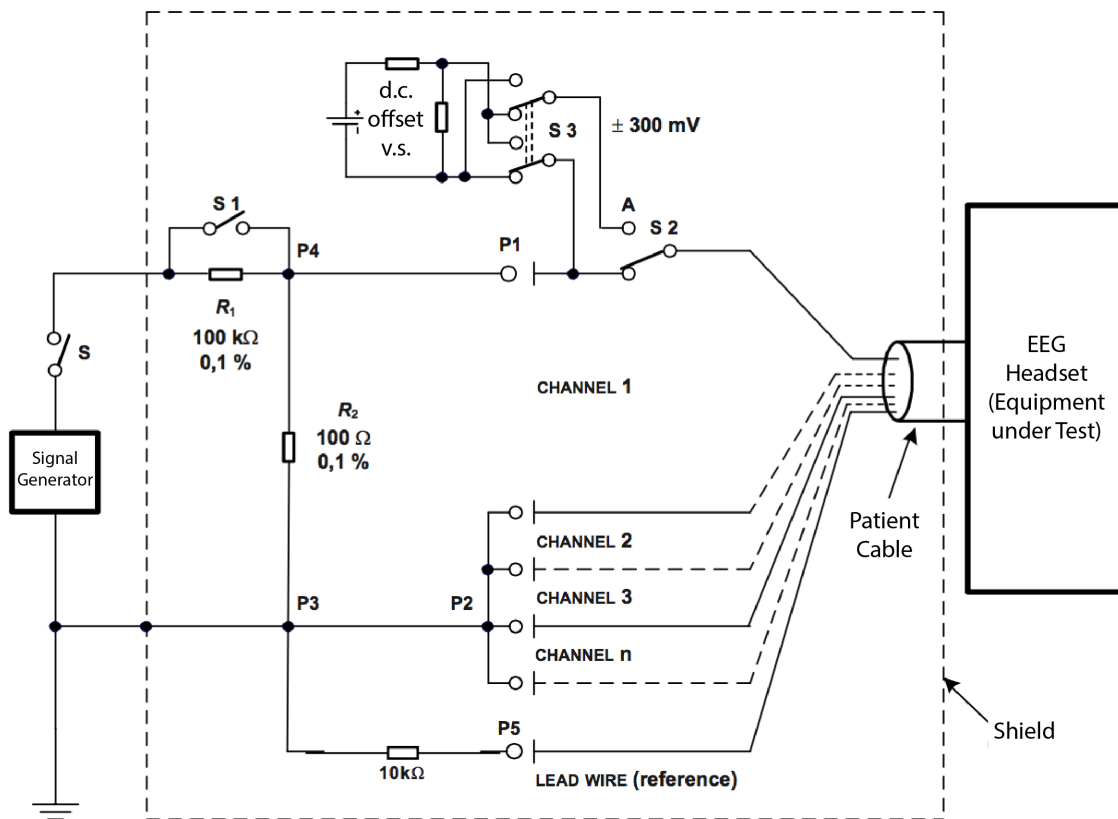 d.c.
offset
v.s.
+
S 3
± 300 mV
A
S 2
S 1
P4
P1
R1
100 kΩ
0,1 %
S
Signal
Generator
R2
100 Ω
0,1 %
CHANNEL 1
EEG
Headset
(Equipment
under Test)
Patient
Cable
CHANNEL 2
CHANNEL 3
P3
P2
CHANNEL n
P5
10kΩ
LEAD WIRE (reference)
Shield